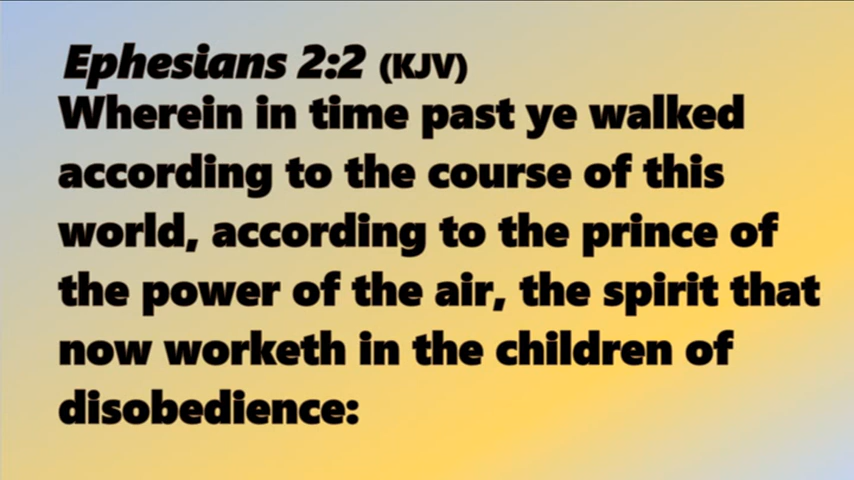 Ephesians 2:2 (KJV)
Wherein in time past ye walked
according to the course of this
world, according to the prince of
the power of the air, the spirit that
now worketh in the children of
disobedience: